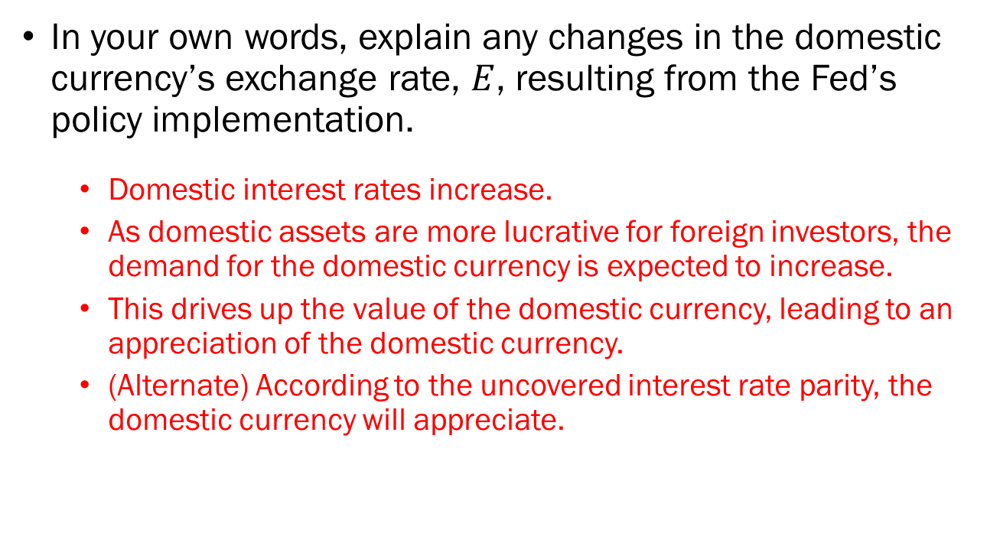 • In your own words, explain any changes in the domestic
currency’s exchange rate, 𝐸, resulting from the Fed’s
policy implementation.
• Domestic interest rates increase.
• As domestic assets are more lucrative for foreign investors, the
demand for the domestic currency is expected to increase.
• This drives up the value of the domestic currency, leading to an
appreciation of the domestic currency.
• (Alternate) According to the uncovered interest rate parity, the
domestic currency will appreciate.